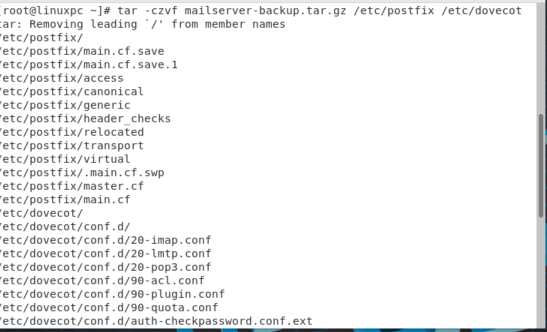 [root@linuxpc ~]# tar -czvf mailserver-backup.tar.gz /etc/postfix /etc/dovecot
tar: Removing leading `/' from member names
/etc/postfix/
/etc/postfix/main.cf.save
/etc/postfix/main.cf.save.1
/etc/postfix/access
/etc/postfix/canonical
/etc/postfix/generic
/etc/postfix/header_checks
/etc/postfix/relocated
/etc/postfix/transport
/etc/postfix/virtual
/etc/postfix/.main.cf.swp
/etc/postfix/master.cf
/etc/postfix/main.cf
/etc/dovecot/
/etc/dovecot/conf.d/
/etc/dovecot/conf.d/20-imap.conf
/etc/dovecot/conf.d/20-lmtp.conf
/etc/dovecot/conf.d/20-pop3.conf
/etc/dovecot/conf.d/90-acl.conf
/etc/dovecot/conf.d/90-plugin.conf
/etc/dovecot/conf.d/90-quota.conf
/etc/dovecot/conf.d/auth-checkpassword.conf.ext